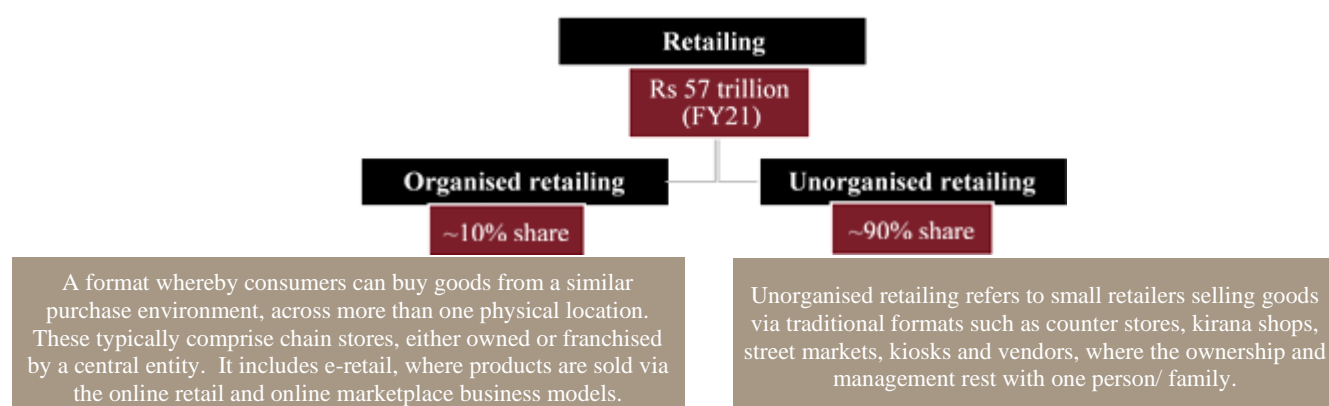 Retailing
Rs 57 trillion
(FY21)
Organised retailing
~10% share
A format whereby consumers can buy goods from a similar
purchase environment, across more than one physical location.
These typically comprise chain stores, either owned or franchised
by a central entity.  It includes e-retail, where products are sold via
the online retail and online marketplace business models.
Unorganised retailing
~90% share
Unorganised retailing refers to small retailers selling goods
via traditional formats such as counter stores, kirana shops,
street markets, kiosks and vendors, where the ownership and
management rest with one person/ family.